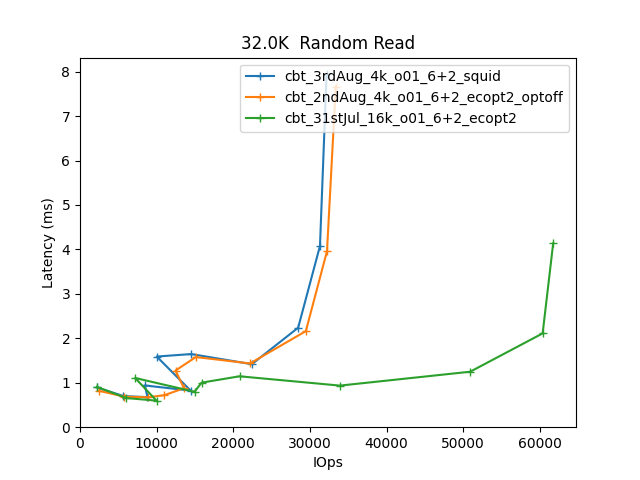 32.0K  Random Read
cbt_3rdAug_4k_o01_6+2_squid
cbt_2ndAug_4k_o01_6+2_ecopt2_optoff
cbt_31stJul_16k_o01_6+2_ecopt2
Latency (ms)
8
7
6
5
4
3
2
1
0
0 10000 20000 30000 40000 50000 60000
IOps